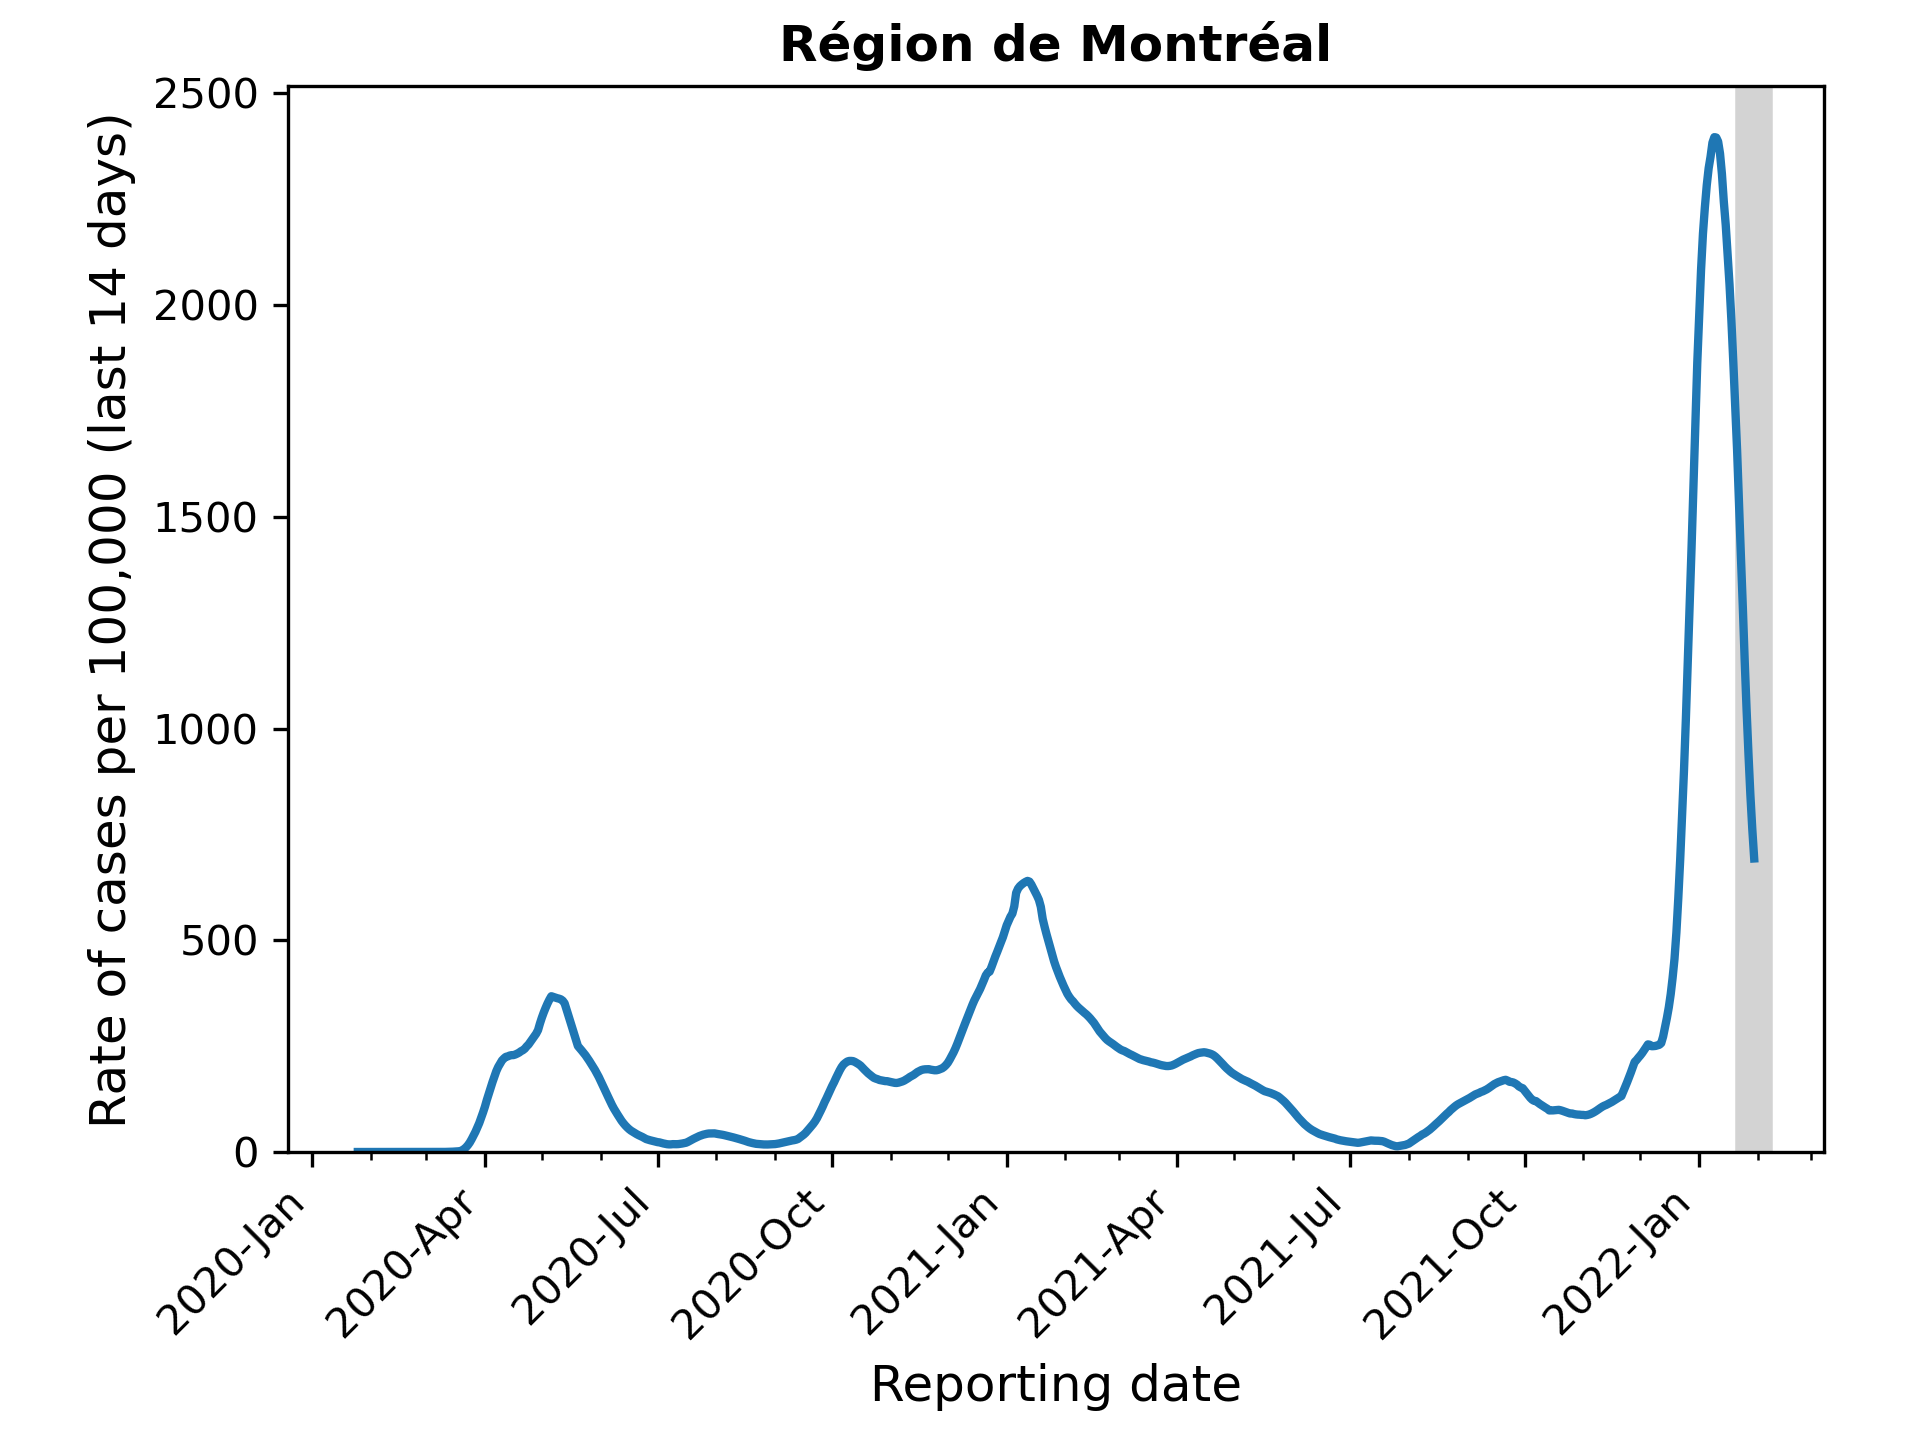 Région de Montréal
Rate of cases per 100,000 (last 14 days)
2500
2000
1500
1000
500
0
2020-Jan
2020-Apr
2020-Jul
2020-Oct
2021-Jan
2021-Apr
2021-Jul
2021-Oct
2022-Jan
Reporting date